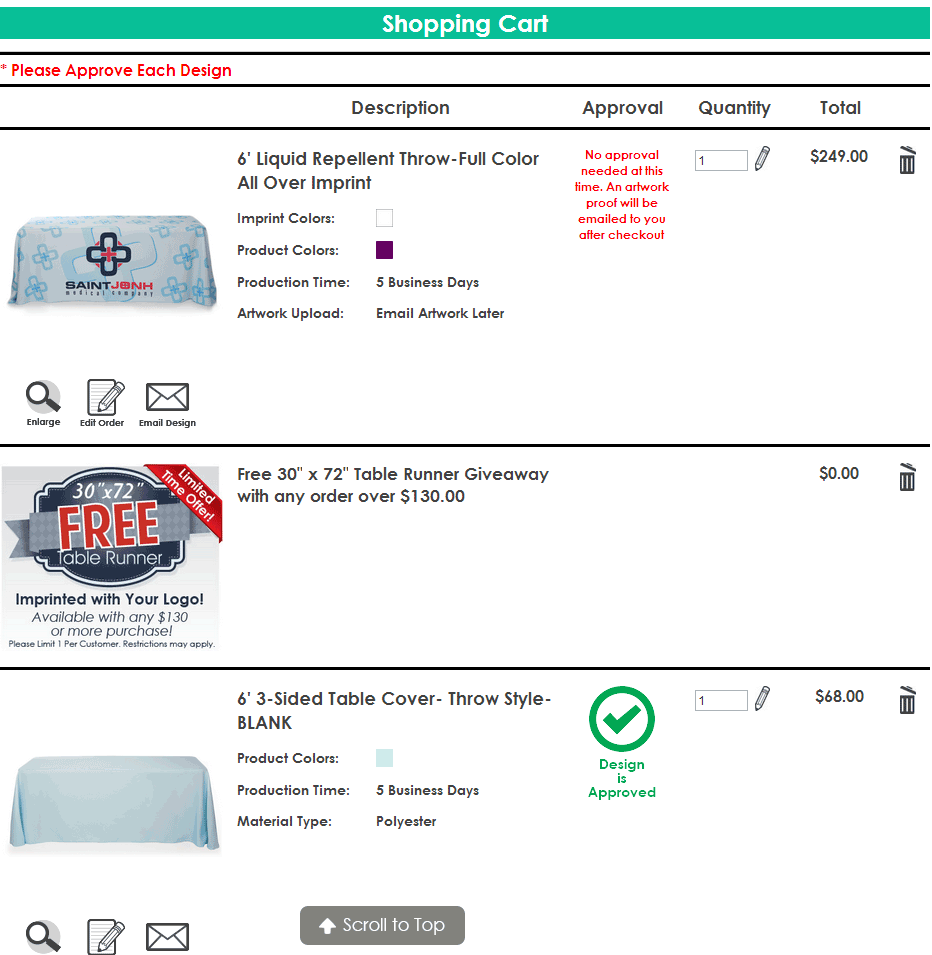 Shopping Cart
* Please Approve Each Design
Description Approval Quantity Total
6' Liquid Repellent Throw-Full Color
All Over Imprint
Imprint Colors:
Product Colors:
Production Time: 5 Business Days
Artwork Upload: Email Artwork Later
No approval
needed at this
time. An artwork
proof will be
emailed to you
after checkout
1
$249.00
SAINTJONH
medical company
Enlarge Edit Order Email Design
Limited
Time Offer!
30"x72"
FREE
Table Runner
Imprinted with Your Logo!
Available with any $130
or more purchase!
Please Limit 1 Per Customer. Restrictions may apply.
Free 30" x 72" Table Runner Giveaway
with any order over $130.00
$0.00
6' 3-Sided Table Cover- Throw Style-
BLANK
Product Colors:
Production Time: 5 Business Days
Material Type: Polyester
Design
is
Approved
1
$68.00
Scroll to Top